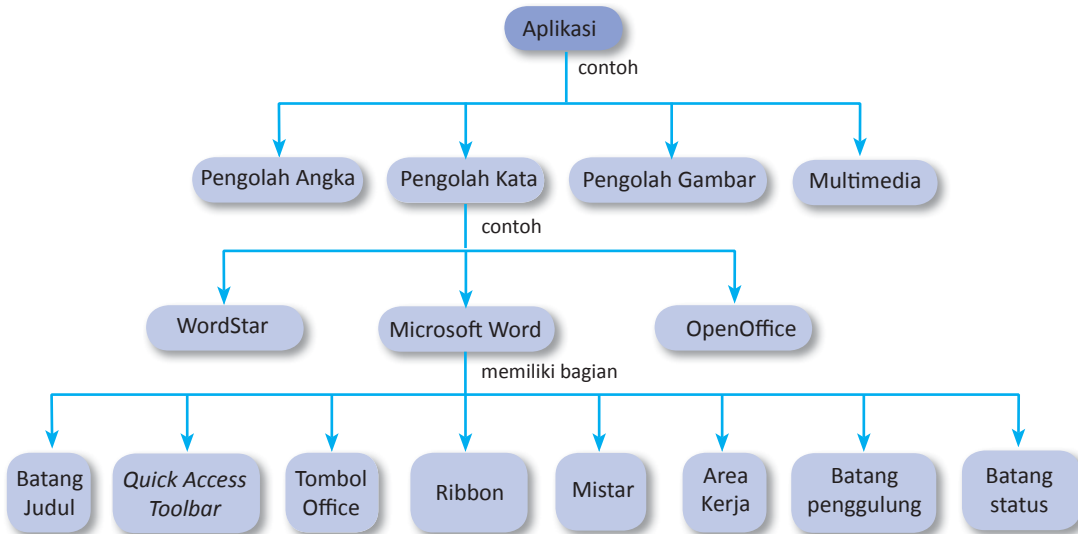 Aplikasi
contoh
Pengolah Angka
Pengolah Kata
Pengolah Gambar
Multimedia
contoh
WordStar
Microsoft Word
OpenOffice
memiliki bagian
Batang
Judul
Quick Access
Toolbar
Tombol
Office
Ribbon
Mistar
Area
Kerja
Batang
penggulung
Batang
status